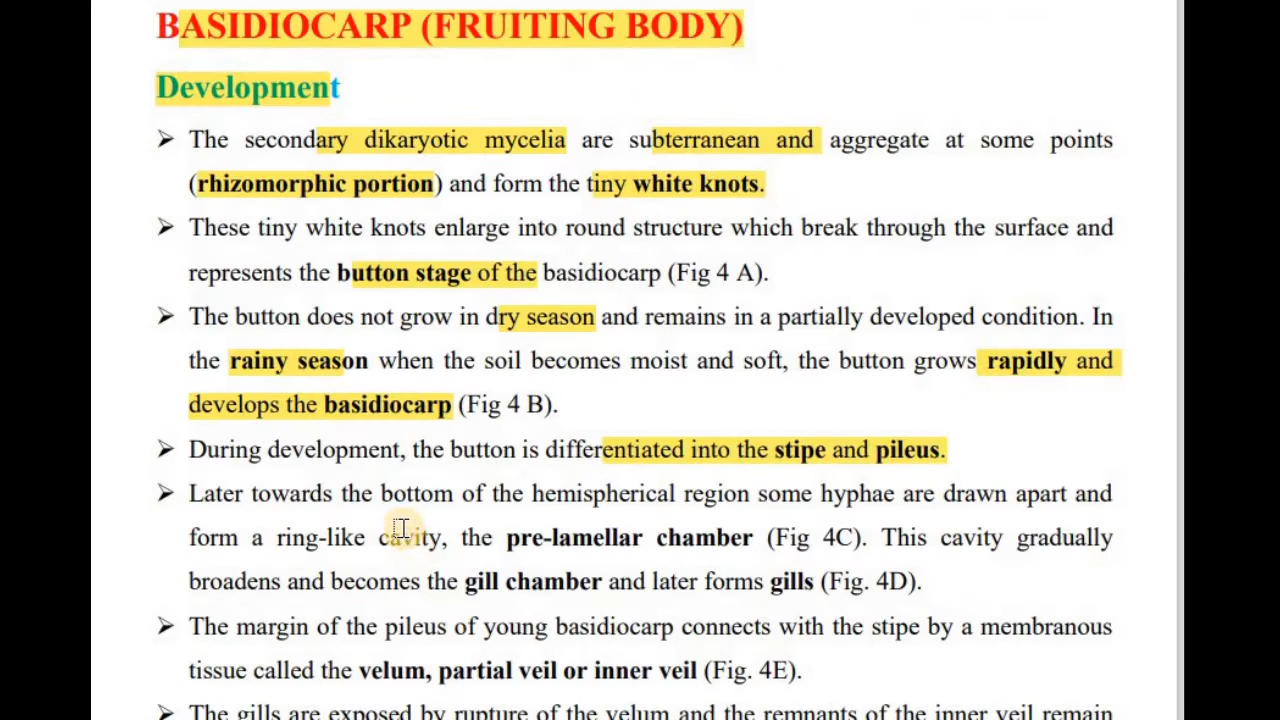 BASIDIOCARP (FRUITING BODY)
Development
➢ The secondary dikaryotic mycelia are subterranean and aggregate at some points
(rhizomorphic portion) and form the tiny white knots.
➢ These tiny white knots enlarge into round structure which break through the surface and
represents the button stage of the basidiocarp (Fig 4 A).
➢ The button does not grow in dry season and remains in a partially developed condition. In
the rainy season when the soil becomes moist and soft, the button grows rapidly and
develops the basidiocarp (Fig 4 B).
➢ During development, the button is differentiated into the stipe and pileus.
➢ Later towards the bottom of the hemispherical region some hyphae are drawn apart and
form a ring-like cavity, the pre-lamellar chamber (Fig 4C). This cavity gradually
broadens and becomes the gill chamber and later forms gills (Fig. 4D).
➢ The margin of the pileus of young basidiocarp connects with the stipe by a membranous
tissue called the velum, partial veil or inner veil (Fig. 4E).
➢ The gills are exposed by rupture of the velum and the remnants of the inner veil remain